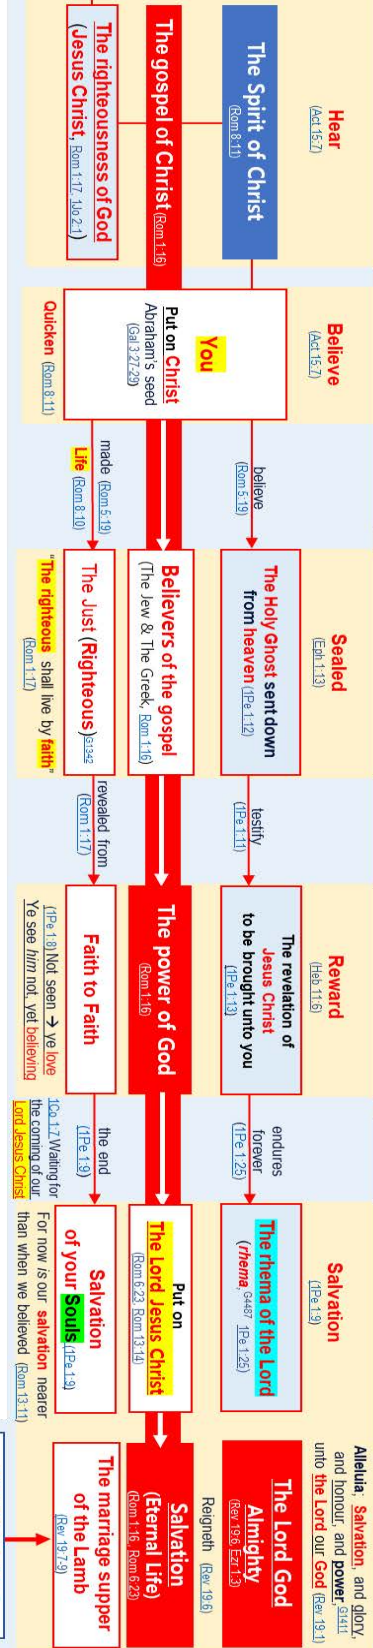 Hear
(Act 15:7)
The Spirit of Christ
(Rom 8:11)
The gospel of Christ (Rom 1:16)
The righteousness of God
(Jesus Christ, Rom 1:17, 1Jo 2:1)
Believe
(Act 15:7)
You
Put on Christ
Abraham's seed
(Gal 3:27-29)
Quicken (Rom 8:11)
believe
(Rom 5:19)
made (Rom 5:19)
Life (Rom 8:10)
Sealed
(Eph 1:13)
The Holy Ghost sent down
from heaven (1Pe 1:12)
Believers of the gospel
(The Jew & The Greek, Rom 1:16)
The Just (Righteous)G1342
"The righteous shall live by faith"
(Rom 1:17)
testify
(1Pe 1:11)
revealed from
(Rom 1:17)
Reward
(Heb 11:6)
The revelation of
Jesus Christ
to be brought unto you
(1Pe 1:13)
The power of God
(Rom 1:16)
Faith to Faith
(1Pe 1:8) Not seen → ye love
Ye see him not, yet believing
endures
forever
(1Pe 1:25)
the end
(1Pe 1:9)
1Co 1:7 Waiting for
the coming of our
Lord Jesus Christ
Salvation
(1Pe 1:9)
The rhema of the Lord
(rhema, G4487 1Pe 1:25)
Put on
The Lord Jesus Christ
(Rom 6:23, Rom 13:14)
Salvation
of your Souls (1Pe 1:9)
For now is our salvation nearer
than when we believed (Rom 13:11)
Alleluia; Salvation, and glory,
and honour, and power, G1411
unto the Lord our God (Rev 19:1)
The Lord God
Almighty
(Rev 19:6, Ezr 1:3)
Reigneth (Rev 19:6)
Salvation
(Eternal Life)
(Rom 1:16, Rom 6:23)
The marriage supper
of the Lamb
(Rev 19:7-9)